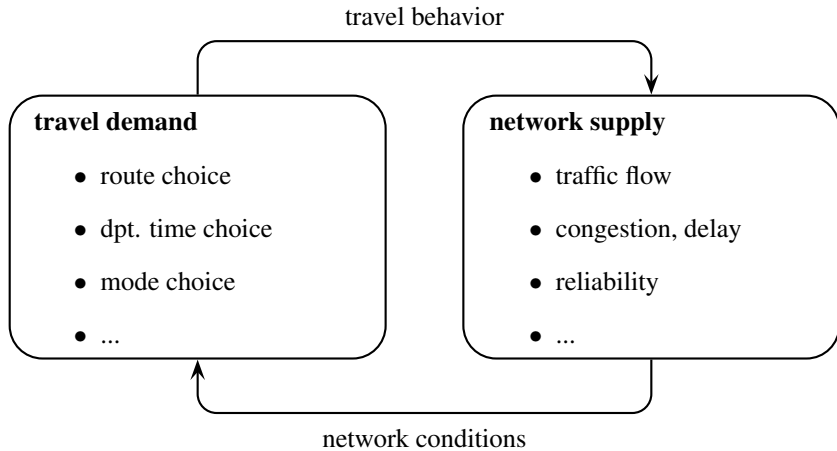 travel behavior
travel demand
• route choice
• dpt. time choice
• mode choice
• ...
network supply
• traffic flow
• congestion, delay
• reliability
• ...
network conditions